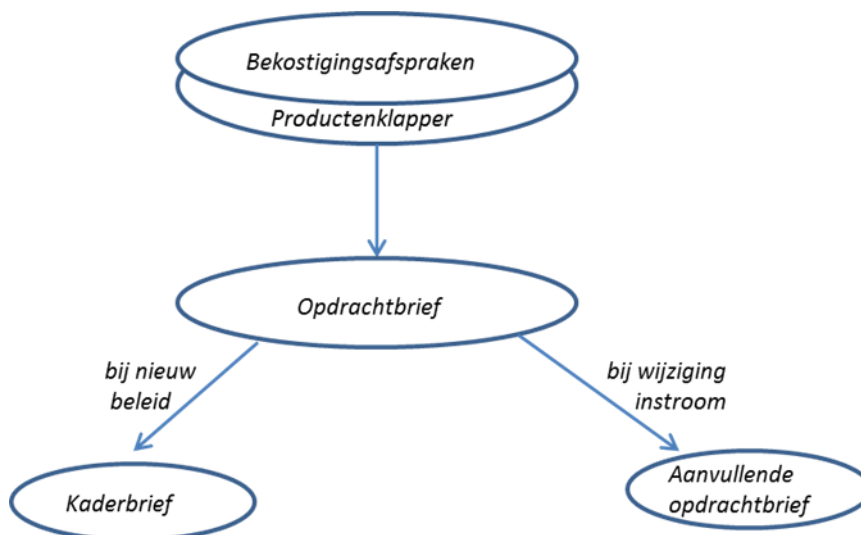 Bekostigingsafspraken
Productenklapper
Opdrachtbrief
bij nieuw
beleid
bij wijziging
instroom
Kaderbrief
Aanvullende
opdrachtbrief